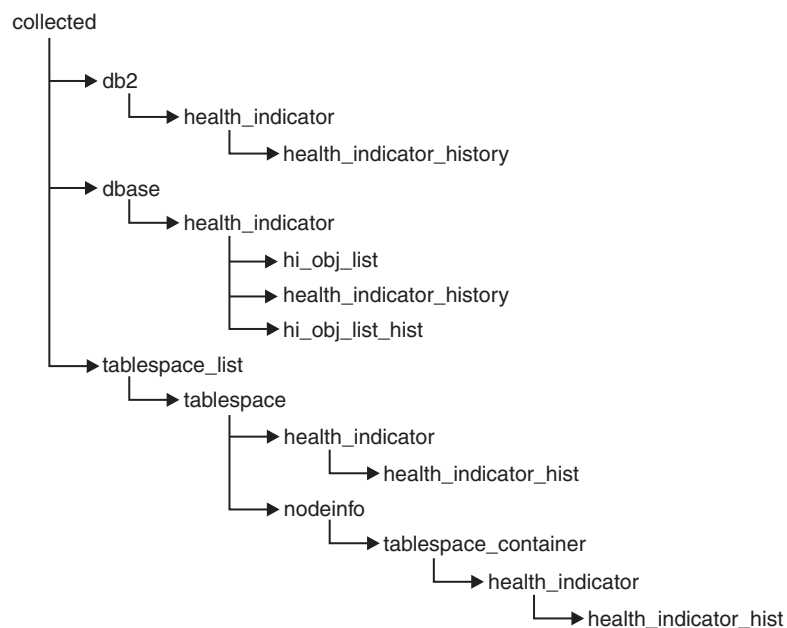 collected
db2
health_indicator
health_indicator_history
dbase
health_indicator
hi_obj_list
health_indicator_history
hi_obj_list_hist
tablespace_list
tablespace
health_indicator
health_indicator_hist
nodeinfo
tablespace_container
health_indicator
health_indicator_hist